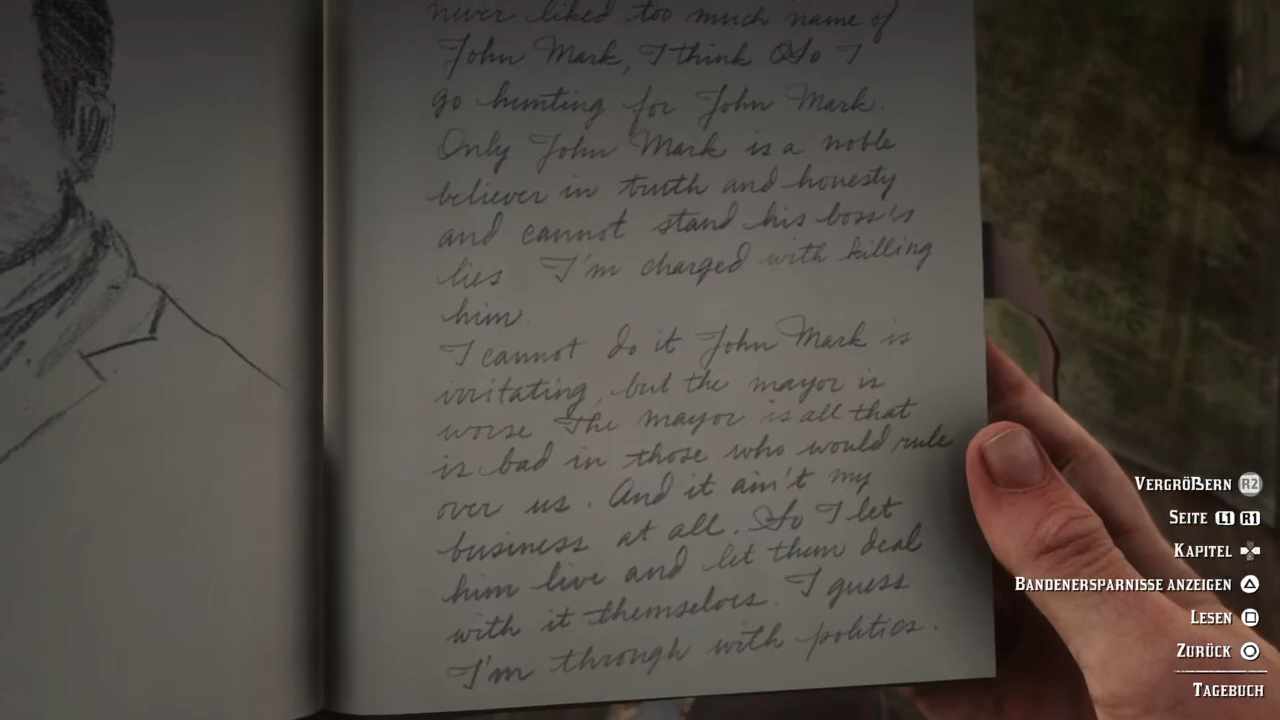 never liked too much name of
John Mark, I think So I
go hunting for John Mark.
Only John Mark is a noble
believer in truth and honesty
and cannot stand his boss's
lies I'm charged with killing
him.
I cannot do it John Mark is
irritating, but the mayor is
worse The mayor is all that
is bad in those who would rule
over us. And it ain't my
business at all. So I let
him live and let them deal
with it themselves. I guess
I'm through with politics.
VERGRÖẞERN R2
SEITE L1 R1
KAPITEL
BANDENERSPARNISSE ANZEIGEN
LESEN
ZURÜCK
TAGEBUCH